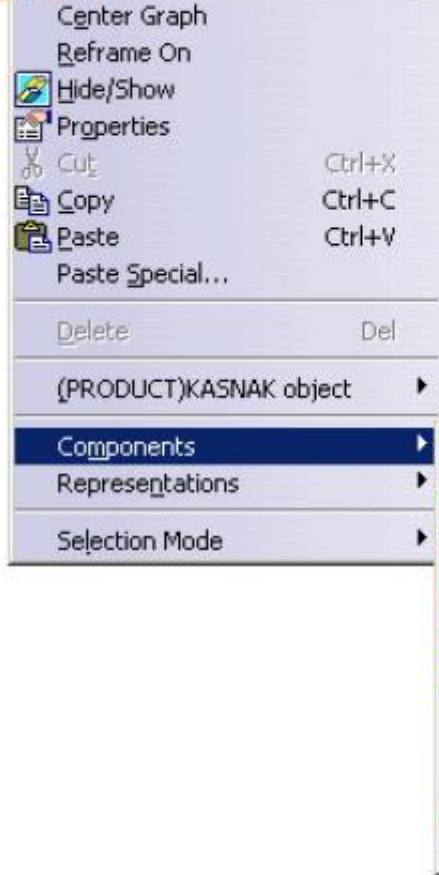 Center Graph
Reframe On
Hide/Show
Properties
Cut Ctrl+X
Copy Ctrl+C
Paste Ctrl+V
Paste Special...
Delete Del
(PRODUCT)KASNAK object
Components
Representations
Selection Mode